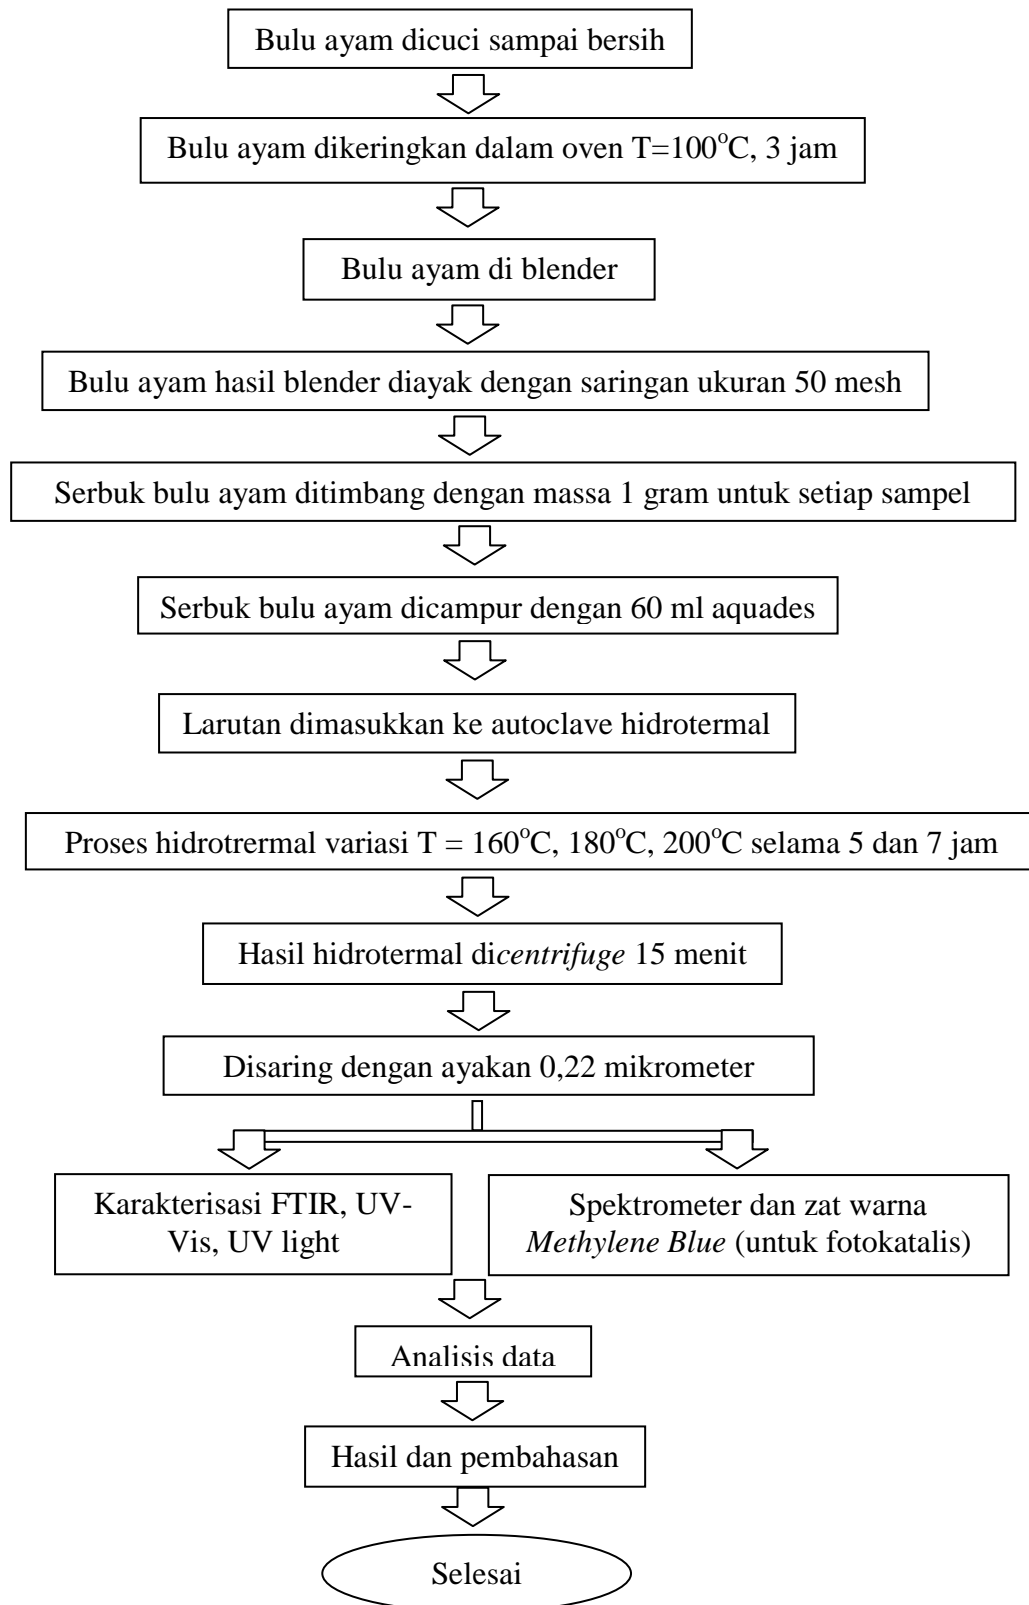 Bulu ayam dicuci sampai bersih
Bulu ayam dikeringkan dalam oven T=100°C, 3 jam
Bulu ayam di blender
Bulu ayam hasil blender diayak dengan saringan ukuran 50 mesh
Serbuk bulu ayam ditimbang dengan massa 1 gram untuk setiap sampel
Serbuk bulu ayam dicampur dengan 60 ml aquades
Larutan dimasukkan ke autoclave hidrotermal
Proses hidrotrermal variasi T = 160°C, 180°C, 200°C selama 5 dan 7 jam
Hasil hidrotermal dicentrifuge 15 menit
Disaring dengan ayakan 0,22 mikrometer
Karakterisasi FTIR, UV-
Vis, UV light
Spektrometer dan zat warna
Methylene Blue (untuk fotokatalis)
Analisis data
Hasil dan pembahasan
Selesai